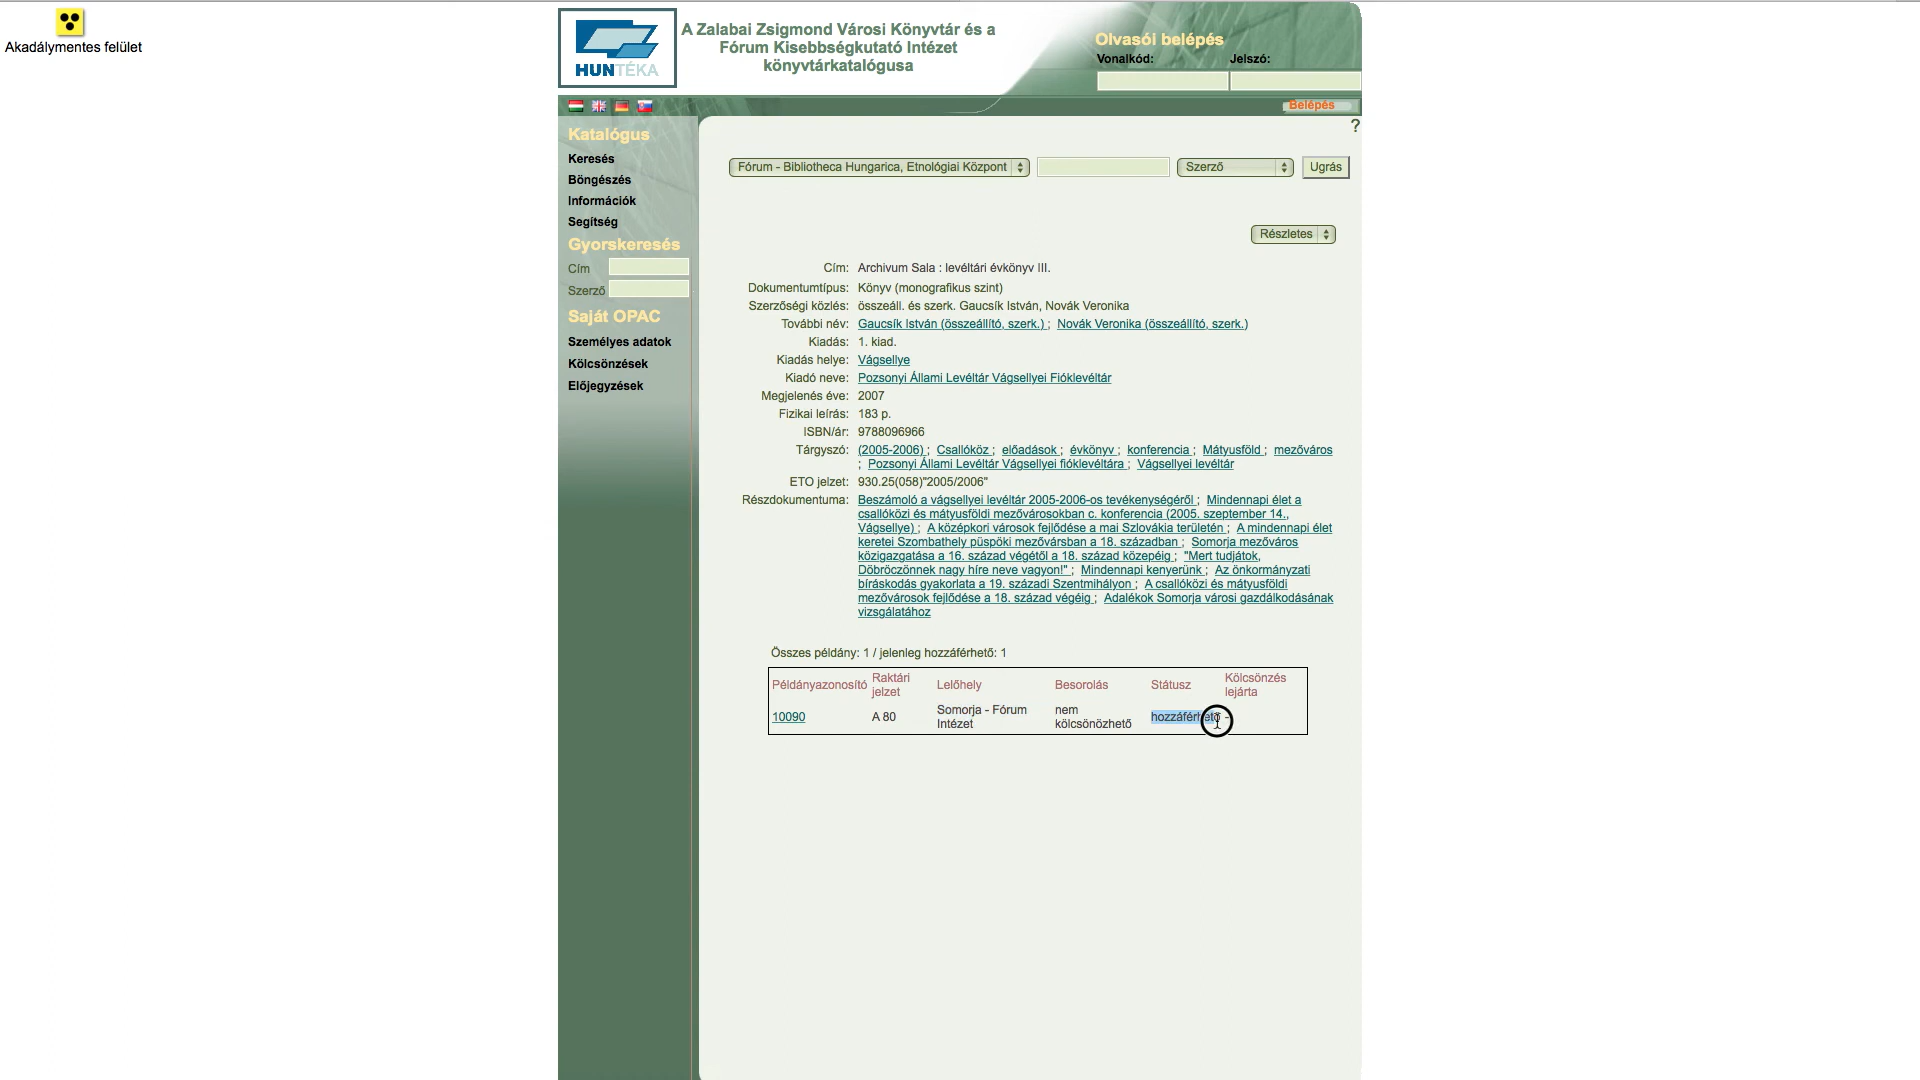 Akadálymentes felület
HUNTÉKA
A Zalabai Zsigmond Városi Könyvtár és a
Fórum Kisebbségkutató Intézet
könyvtárkatalógusa
Olvasói belépés
Vonalkód:
Jelszó:
Belépés
?
Katalógus
Keresés
Böngészés
Információk
Segítség
Gyorskeresés
Cím
Szerző
Saját OPAC
Személyes adatok
Kölcsönzések
Előjegyzések
Fórum - Bibliotheca Hungarica, Etnológiai Központ
Szerző
Ugrás
Részletes
Cím: Archivum Sala : levéltári évkönyv III.
Dokumentumtípus: Könyv (monografikus szint)
Szerzőségi közlés: összeáll. és szerk. Gaucsík István, Novák Veronika
További név: Gaucsík István (összeállító, szerk.) ; Novák Veronika (összeállító, szerk.)
Kiadás: 1. kiad.
Kiadás helye: Vágsellye
Kiadó neve: Pozsonyi Állami Levéltár Vágsellyei Fióklevéltár
Megjelenés éve: 2007
Fizikai leírás: 183 p.
ISBN/ár: 9788096966
Tárgyszó: (2005-2006) ; Csallóköz ; előadások ; évkönyv ; konferencia ; Mátyusföld ; mezőváros
; Pozsonyi Állami Levéltár Vágsellyei fióklevéltára ; Vágsellyei levéltár
ETO jelzet: 930.25(058)"2005/2006"
Részdokumentuma: Beszámoló a vágsellyei levéltár 2005-2006-os tevékenységéről ; Mindennapi élet a
csallóközi és mátyusföldi mezővárosokban c. konferencia (2005. szeptember 14.,
Vágsellye) ; A középkori városok fejlődése a mai Szlovákia területén ; A mindennapi élet
keretei Szombathely püspöki mezővársban a 18. században ; Somorja mezőváros
közigazgatása a 16. század végétől a 18. század közepéig ; "Mert tudjátok,
Döbröczönnek nagy híre neve vagyon!" ; Mindennapi kenyerünk ; Az önkormányzati
bíráskodás gyakorlata a 19. századi Szentmihályon ; A csallóközi és mátyusföldi
mezővárosok fejlődése a 18. század végéig ; Adalékok Somorja városi gazdálkodásának
vizsgálatához
Összes példány: 1 / jelenleg hozzáférhető: 1
Példányazonosító Raktári jelzet Lelőhely Besorolás Státusz Kölcsönzés lejárta
10090 A 80 Somorja - Fórum Intézet nem kölcsönözhető hozzáférhető -